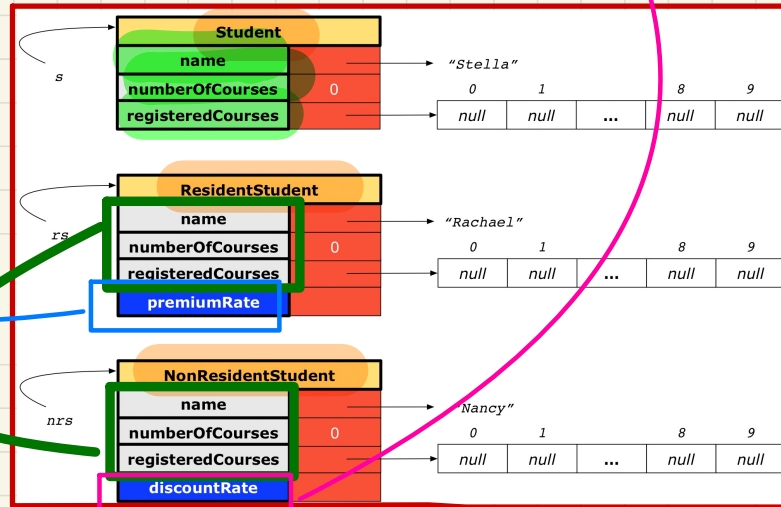 Student
name
"Stella"
s
numberOfCourses 0 0 1 8 9
registeredCourses null null ... null null
ResidentStudent
name
"Rachael"
rs
numberOfCourses 0 0 1 8 9
registeredCourses null null ... null null
premiumRate
NonResidentStudent
name
"Nancy"
nrs
numberOfCourses 0 0 1 8 9
registeredCourses null null ... null null
discountRate